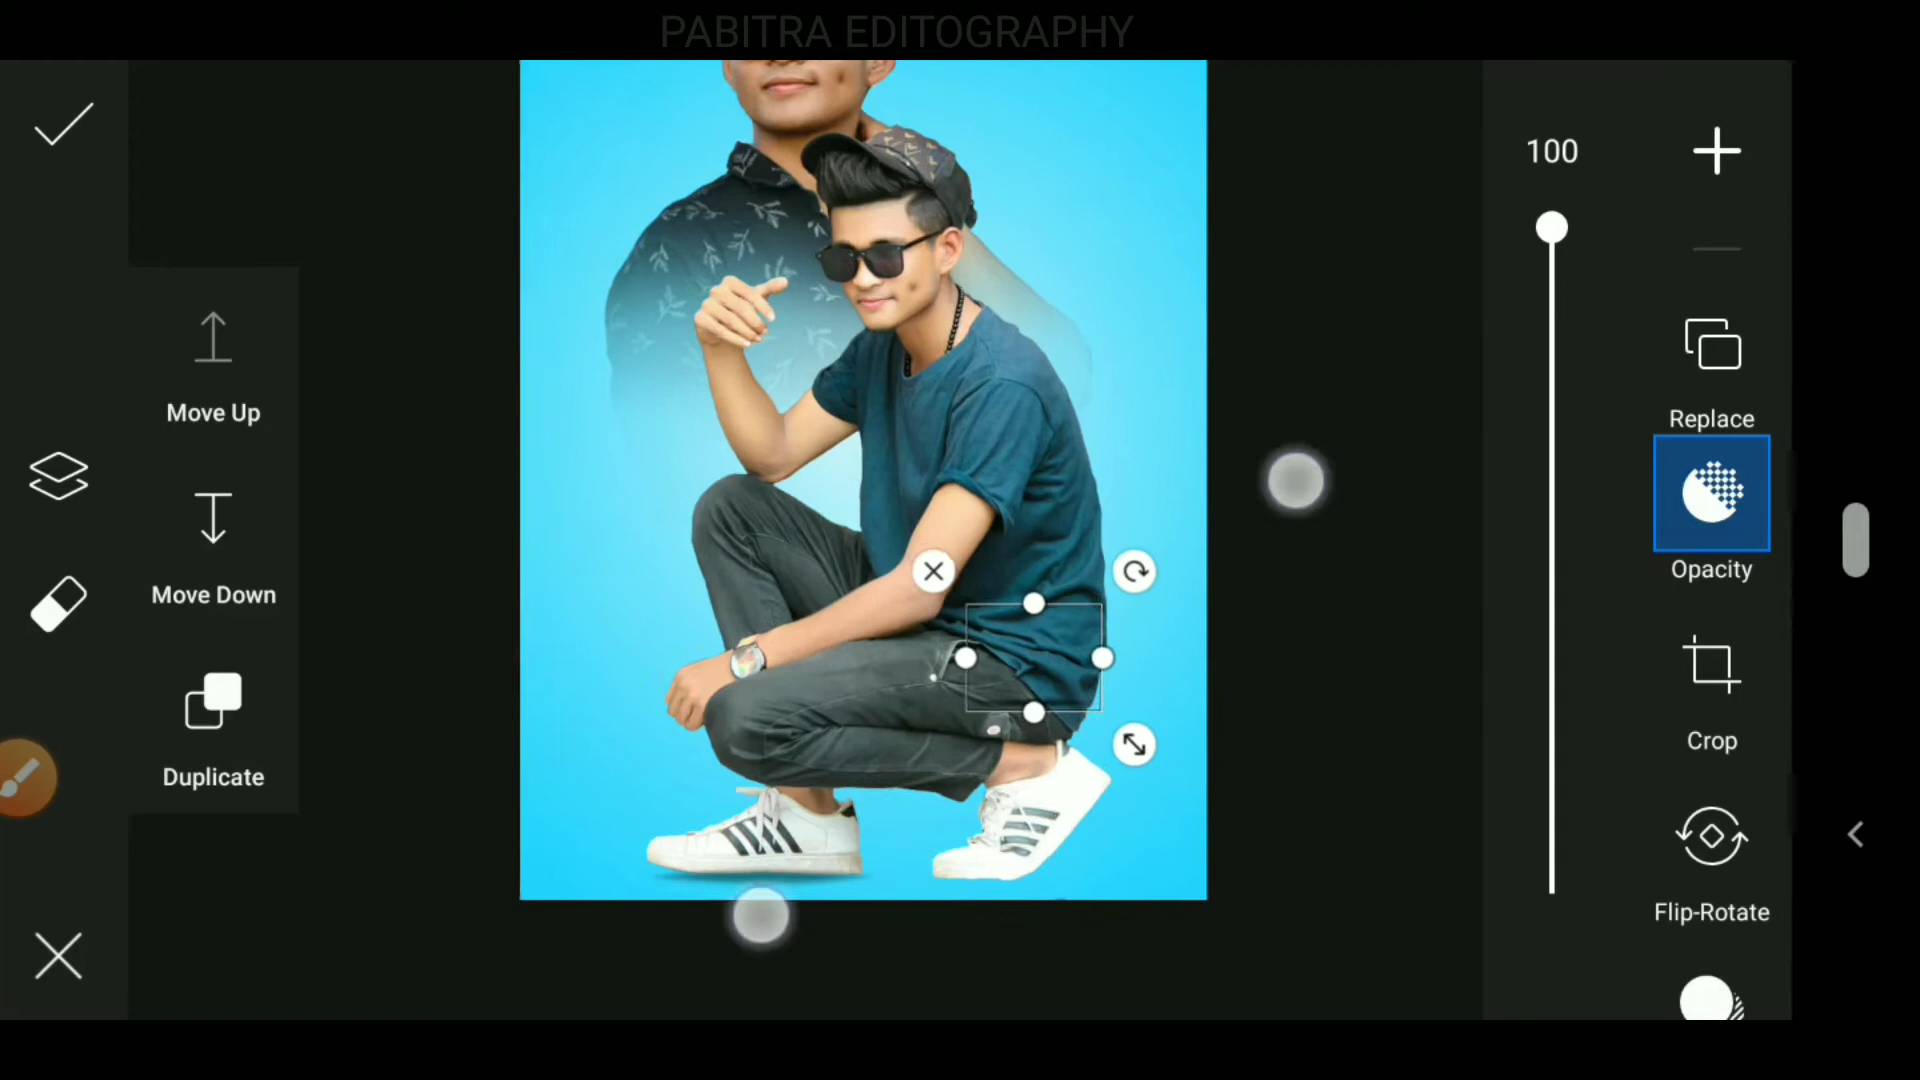 PABITRA EDITOGRAPHY
100
Move Up
Replace
Move Down
Opacity
Crop
Duplicate
Flip-Rotate